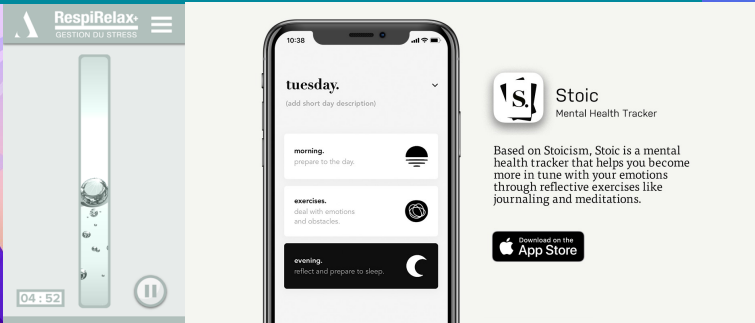 RespiRelax+
GESTION DU STRESS
04 : 52
10:38
tuesday.
(add short day description)
morning.
prepare to the day.
exercises.
deal with emotions
and obstacles.
evening.
reflect and prepare to sleep.
S.
Stoic
Mental Health Tracker
Based on Stoicism, Stoic is a mental
health tracker that helps you become
more in tune with your emotions
through reflective exercises like
journaling and meditations.
Download on the
App Store